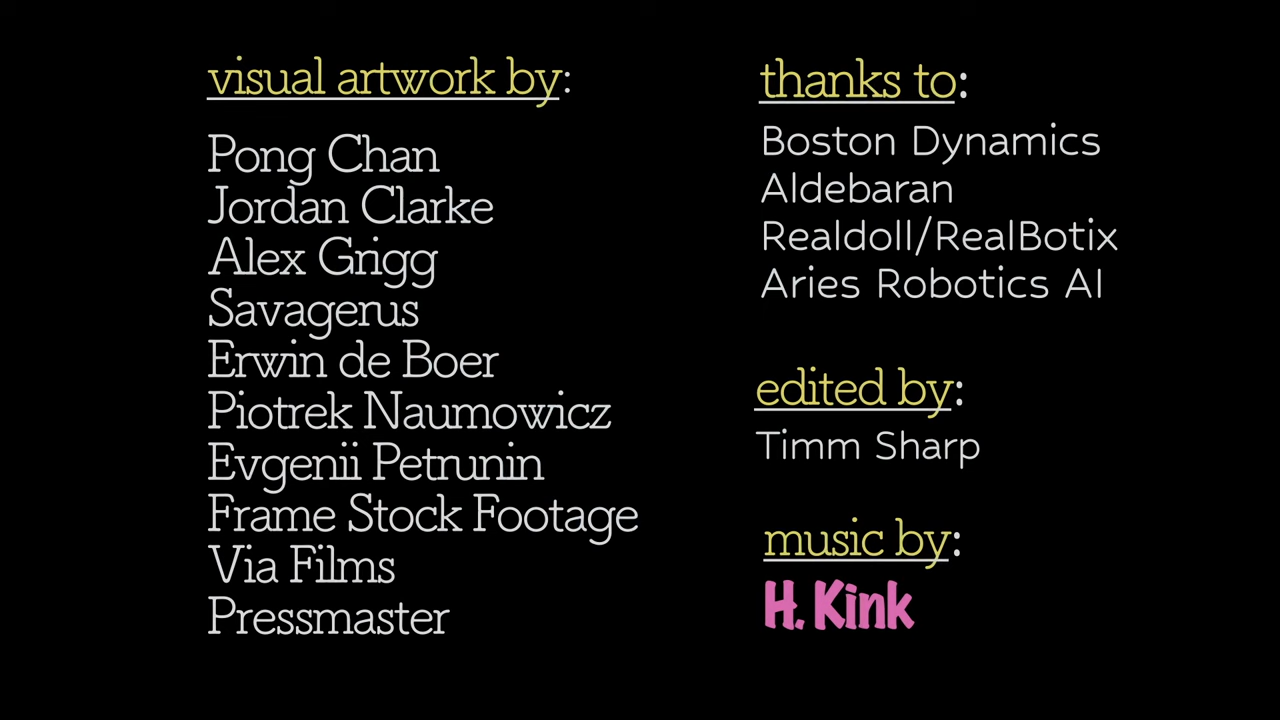 visual artwork by:
Pong Chan
Jordan Clarke
Alex Grigg
Savagerus
Erwin de Boer
Piotrek Naumowicz
Evgenii Petrunin
Frame Stock Footage
Via Films
Pressmaster
thanks to:
Boston Dynamics
Aldebaran
Realdoll/RealBotix
Aries Robotics AI
edited by:
Timm Sharp
music by:
H. Kink